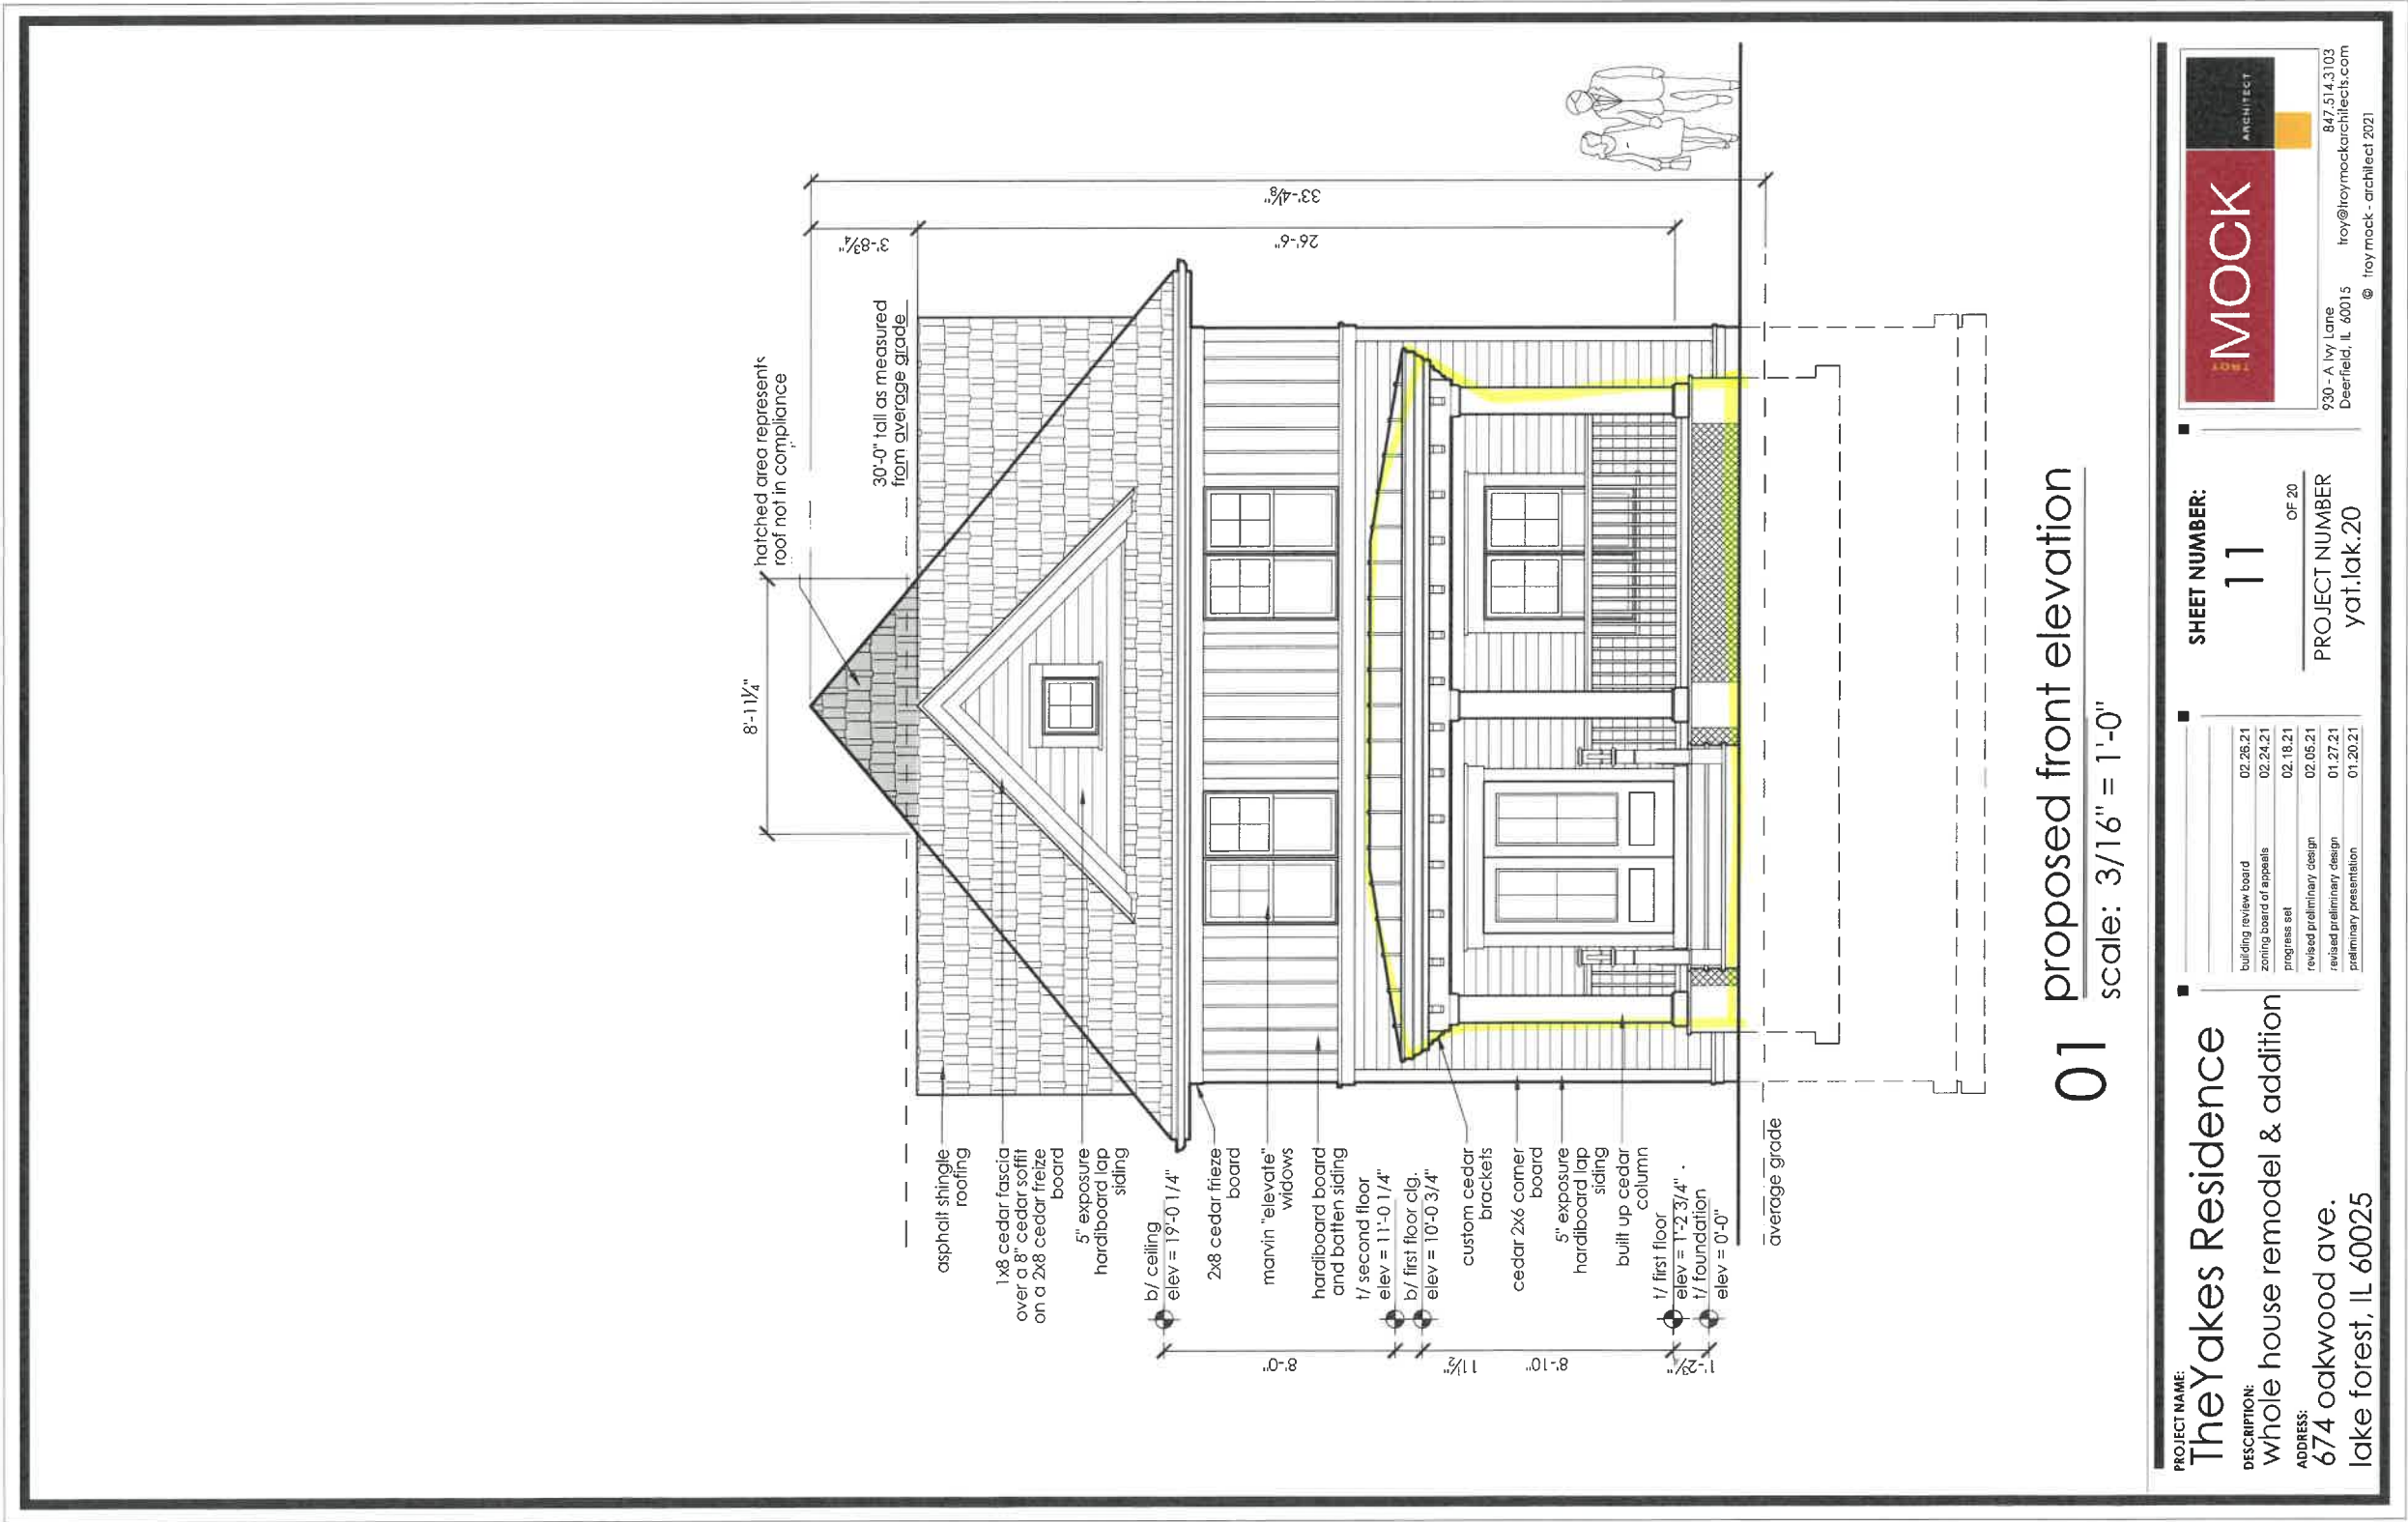 8'-11¼"
hatched area represents
roof not in compliance
30'-0" tall as measured
from average grade
3'-8¾"
33'-4⅛"
26'-6"
asphalt shingle
roofing
1x8 cedar fascia
over a 8" cedar soffit
on a 2x8 cedar freize
board
5" exposure
hardiboard lap
siding
b/ ceiling
elev = 19'-0 1/4"
2x8 cedar frieze
board
marvin "elevate"
widows
hardiboard board
and batten siding
t/ second floor
elev = 11'-0 1/4"
b/ first floor clg.
elev = 10'-0 3/4"
custom cedar
brackets
cedar 2x6 corner
board
5" exposure
hardiboard lap
siding
built up cedar
column
t/ first floor
elev = 1'-2 3/4"
t/ foundation
elev = 0'-0"
average grade
8'-0"
11½"
8'-10"
1'-2¾"
01 proposed front elevation
scale: 3/16" = 1'-0"
PROJECT NAME:
TheYakes Residence
DESCRIPTION:
whole house remodel & addition
ADDRESS:
674 oakwood ave.
lake forest, IL 60025
building review board 02.26.21
zoning board of appeals 02.24.21
progress set 02.18.21
revised preliminary design 02.05.21
revised preliminary design 01.27.21
preliminary presentation 01.20.21
SHEET NUMBER:
11
OF 20
PROJECT NUMBER
yat.lak.20
TROY
MOCK
ARCHITECT
930 - A Ivy Lane 847.514.3103
Deerfield, IL 60015 troy@troymockarchitects.com
© troy mock - architect 2021